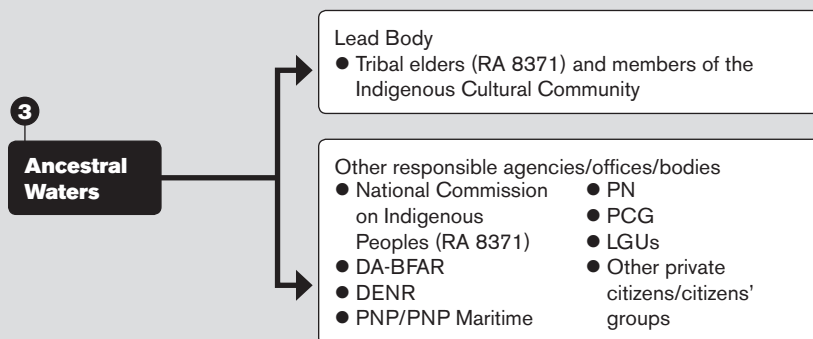 3
Ancestral
Waters
Lead Body
● Tribal elders (RA 8371) and members of the
Indigenous Cultural Community
Other responsible agencies/offices/bodies
● National Commission
on Indigenous
Peoples (RA 8371)
● DA-BFAR
● DENR
● PNP/PNP Maritime
● PN
● PCG
● LGUs
● Other private
citizens/citizens’
groups